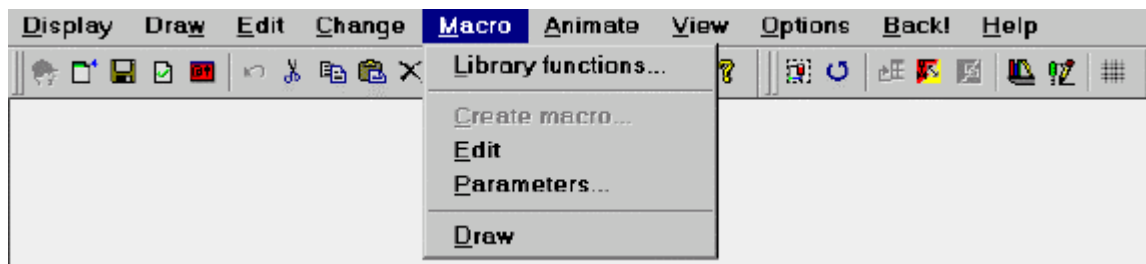 Display Draw Edit Change Macro Animate View Options Back! Help
Library functions...
Create macro...
Edit
Parameters...
Draw